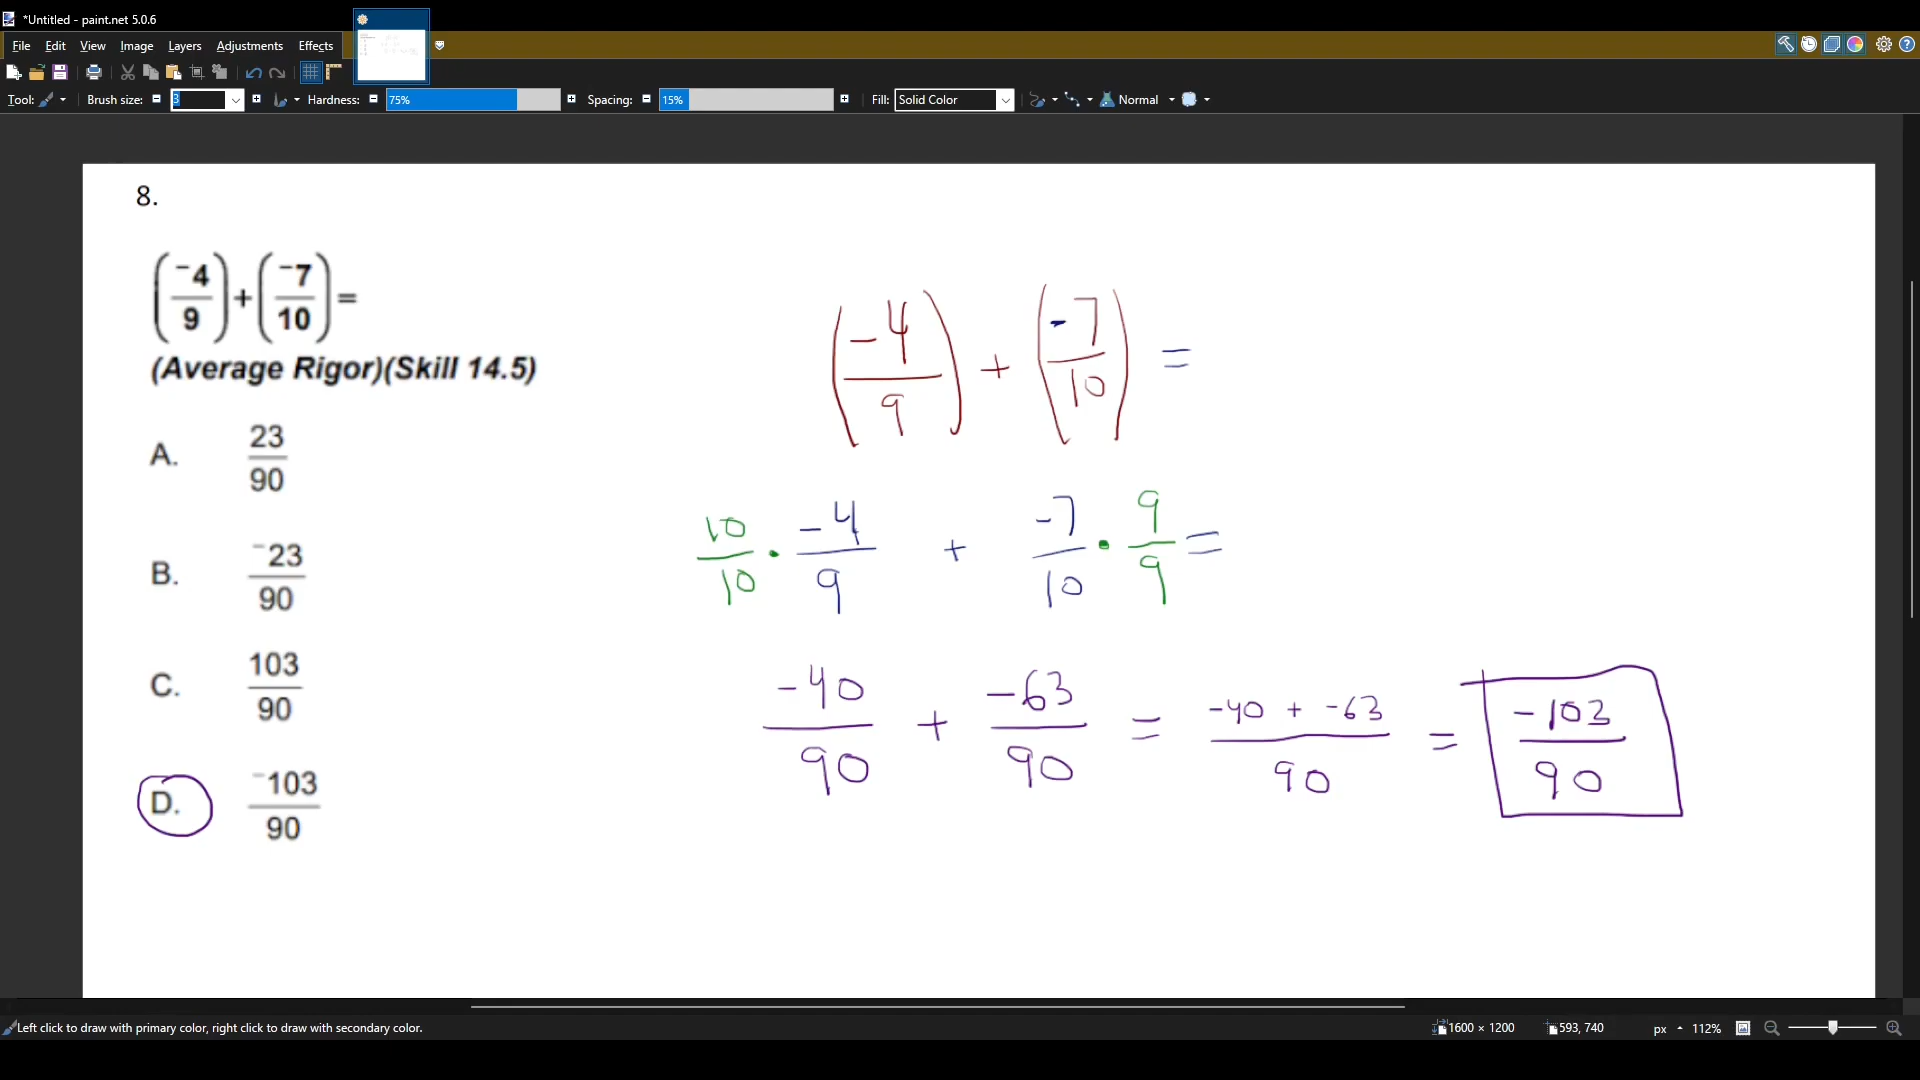 *Untitled - paint.net 5.0.6
File Edit View Image Layers Adjustments Effects
Tool: Brush size: 3 Hardness: 75% Spacing: 15% Fill: Solid Color Normal
8.
(⁻4/9) + (⁻7/10) =
(Average Rigor)(Skill 14.5)
A. 23/90
B. ⁻23/90
C. 103/90
D. ⁻103/90
(-4/9) + (-7/10) =
10/10 · -4/9 + -7/10 · 9/9 =
-40/90 + -63/90 = -40 + -63/90 = -103/90
Left click to draw with primary color, right click to draw with secondary color. 1600 × 1200 593, 740 px 112%